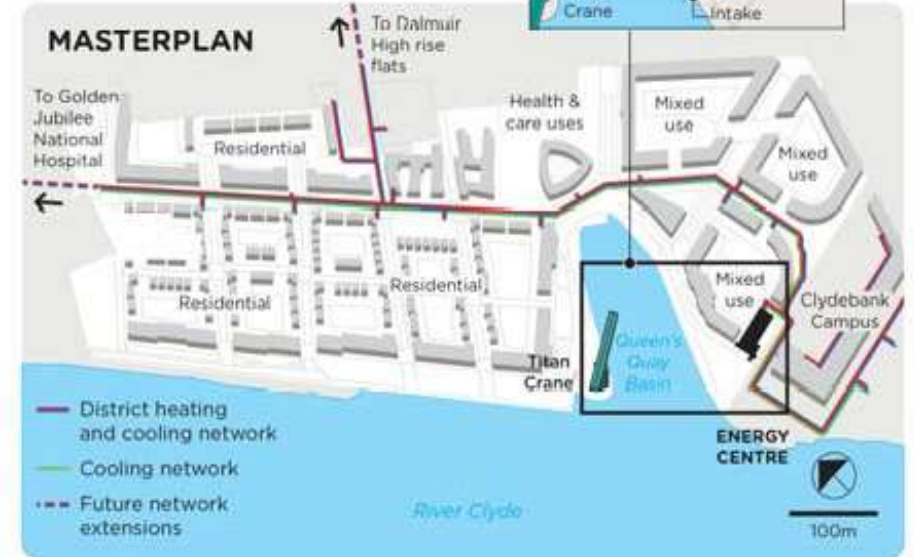 Crane
Intake
MASTERPLAN
To Dalmuir
High rise
flats
To Golden
Jubilee
National
Hospital
Residential
Health &
care uses
Mixed
use
Mixed
use
Residential
Residential
Mixed
use
Clydebank
Campus
Titan
Crane
Queen's
Quay
Basin
ENERGY
CENTRE
District heating
and cooling network
Cooling network
Future network
extensions
River Clyde
100m